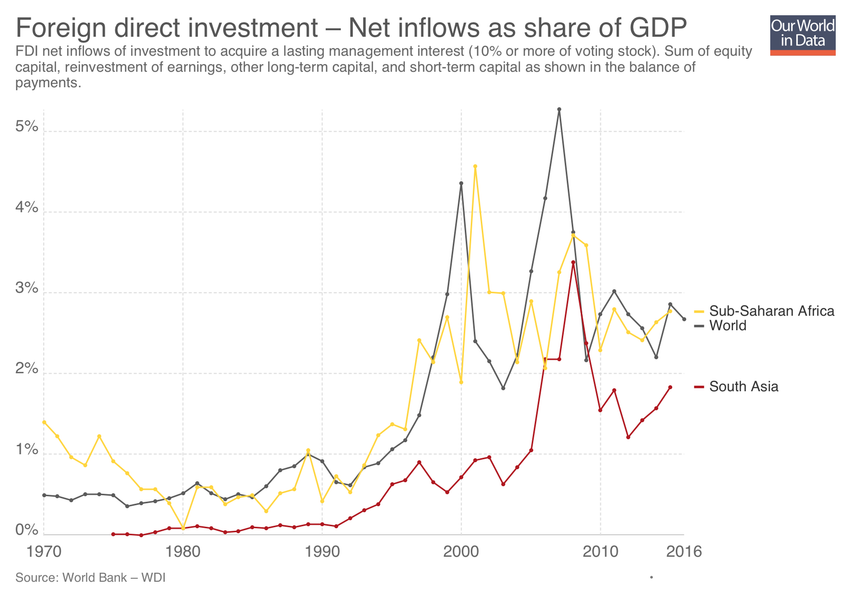 Foreign direct investment – Net inflows as share of GDP
Our World
in Data
FDI net inflows of investment to acquire a lasting management interest (10% or more of voting stock). Sum of equity
capital, reinvestment of earnings, other long-term capital, and short-term capital as shown in the balance of
payments.
5%
4%
3%
2%
1%
0%
Sub-Saharan Africa
World
South Asia
1970
1980
1990
2000
2010
2016
Source: World Bank – WDI